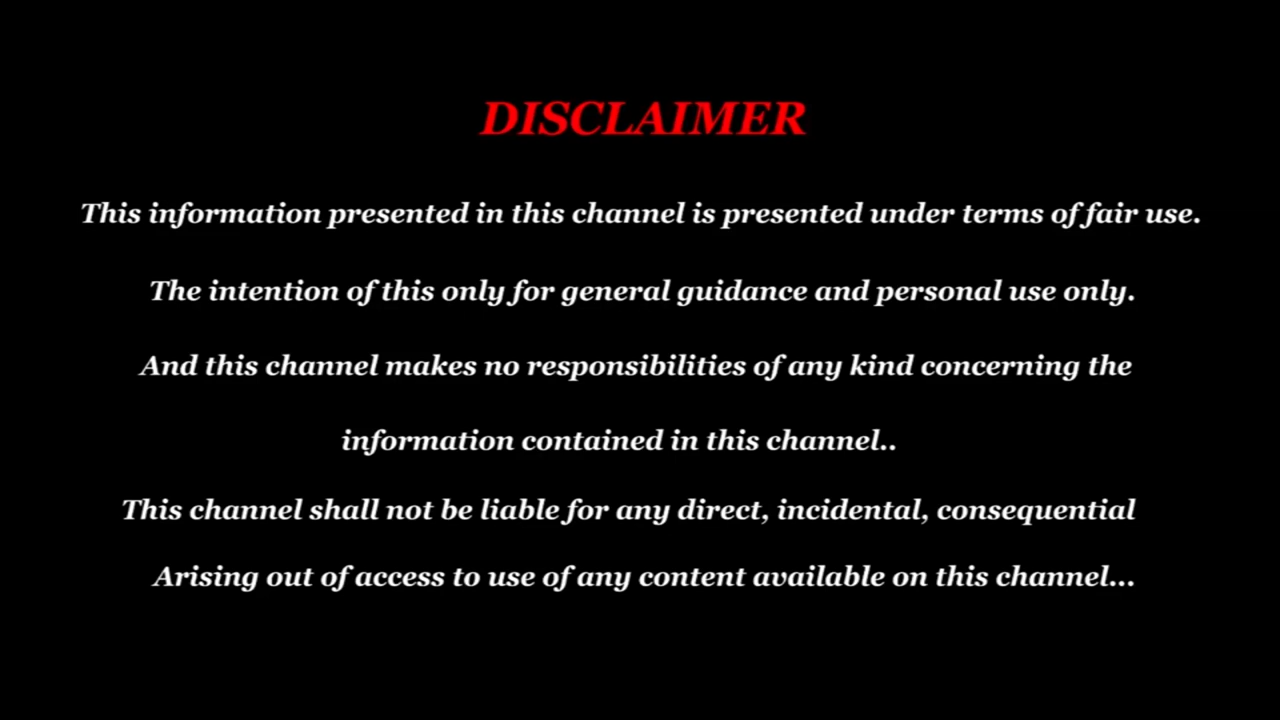 DISCLAIMER
This information presented in this channel is presented under terms of fair use.
The intention of this only for general guidance and personal use only.
And this channel makes no responsibilities of any kind concerning the
information contained in this channel..
This channel shall not be liable for any direct, incidental, consequential
Arising out of access to use of any content available on this channel...